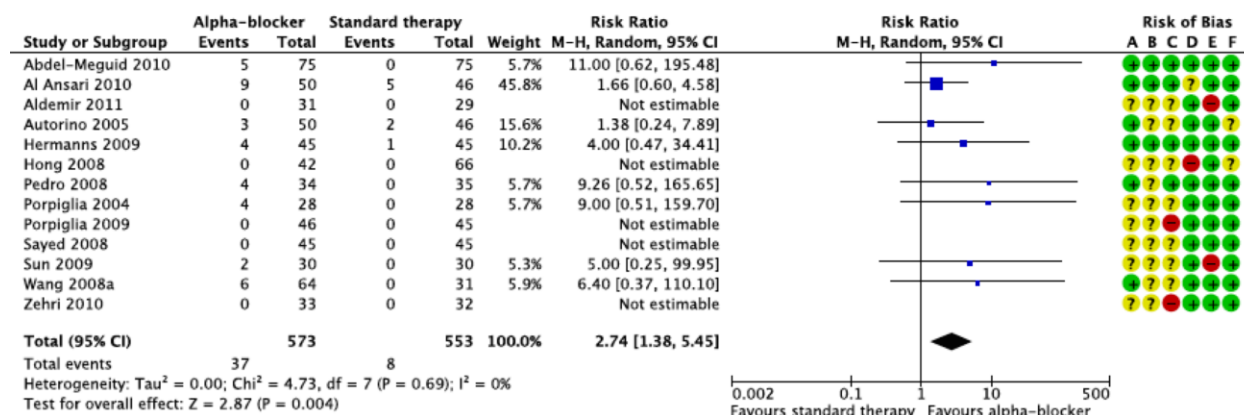 Alpha-blocker Standard therapy Risk Ratio Risk Ratio Risk of Bias
Study or Subgroup Events Total Events Total Weight M-H, Random, 95% CI M-H, Random, 95% CI A B C D E F
Abdel-Meguid 2010 5 75 0 75 5.7% 11.00 [0.62, 195.48] + + + + + +
Al Ansari 2010 9 50 5 46 45.8% 1.66 [0.60, 4.58] + + + ? + +
Aldemir 2011 0 31 0 29 Not estimable ? ? ? + − +
Autorino 2005 3 50 2 46 15.6% 1.38 [0.24, 7.89] + ? ? + + ?
Hermanns 2009 4 45 1 45 10.2% 4.00 [0.47, 34.41] + + + + + +
Hong 2008 0 42 0 66 Not estimable ? ? ? − + ?
Pedro 2008 4 34 0 35 5.7% 9.26 [0.52, 165.65] + ? + + + +
Porpiglia 2004 4 28 0 28 5.7% 9.00 [0.51, 159.70] ? ? ? + + +
Porpiglia 2009 0 46 0 45 Not estimable ? ? − + + +
Sayed 2008 0 45 0 45 Not estimable ? ? ? + + +
Sun 2009 2 30 0 30 5.3% 5.00 [0.25, 99.95] ? ? ? + − +
Wang 2008a 6 64 0 31 5.9% 6.40 [0.37, 110.10] + ? ? + + +
Zehri 2010 0 33 0 32 Not estimable ? ? − + + +
Total (95% CI) 573 553 100.0% 2.74 [1.38, 5.45]
Total events 37 8
Heterogeneity: Tau² = 0.00; Chi² = 4.73, df = 7 (P = 0.69); I² = 0%
Test for overall effect: Z = 2.87 (P = 0.004)
0.002 0.1 1 10 500
Favours standard therapy Favours alpha-blocker